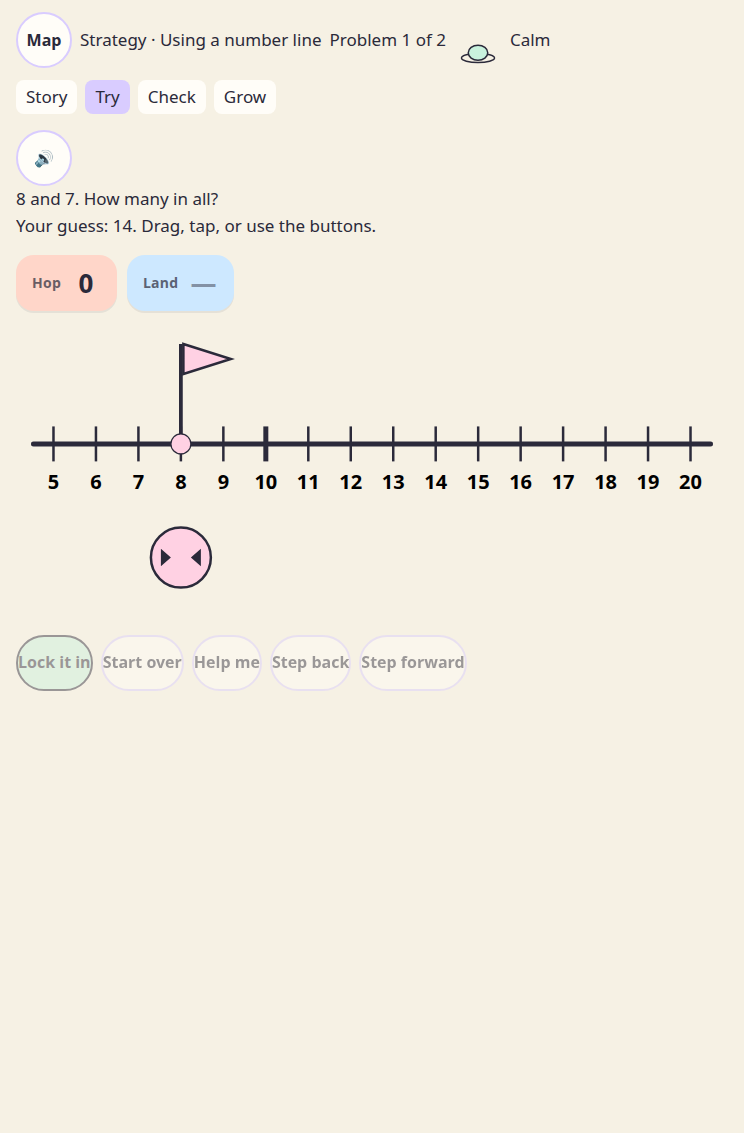 Map Strategy · Using a number line Problem 1 of 2 Calm
Story Try Check Grow
8 and 7. How many in all?
Your guess: 14. Drag, tap, or use the buttons.
Hop 0 Land —
5 6 7 8 9 10 11 12 13 14 15 16 17 18 19 20
Lock it in Start over Help me Step back Step forward